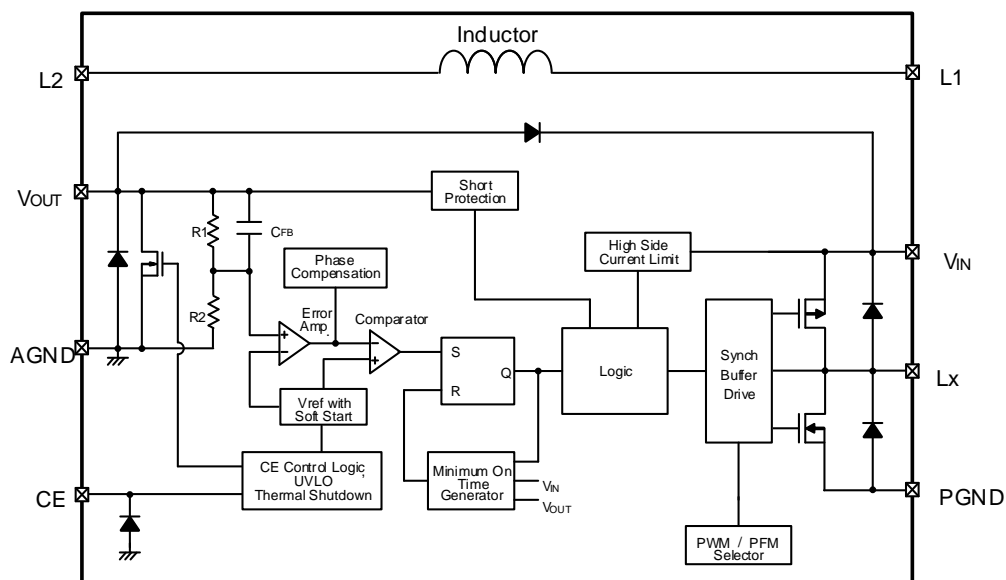 Inductor
L2
L1
VOUT
Short
Protection
R1
CFB
High Side
Current Limit
VIN
Phase
Compensation
R2
Error
Amp.
Comparator
AGND
S
Q
R
Logic
Synch
Buffer
Drive
LX
Vref with
Soft Start
CE Control Logic,
UVLO
Thermal Shutdown
Minimum On
Time
Generator
VIN
VOUT
CE
PGND
PWM / PFM
Selector